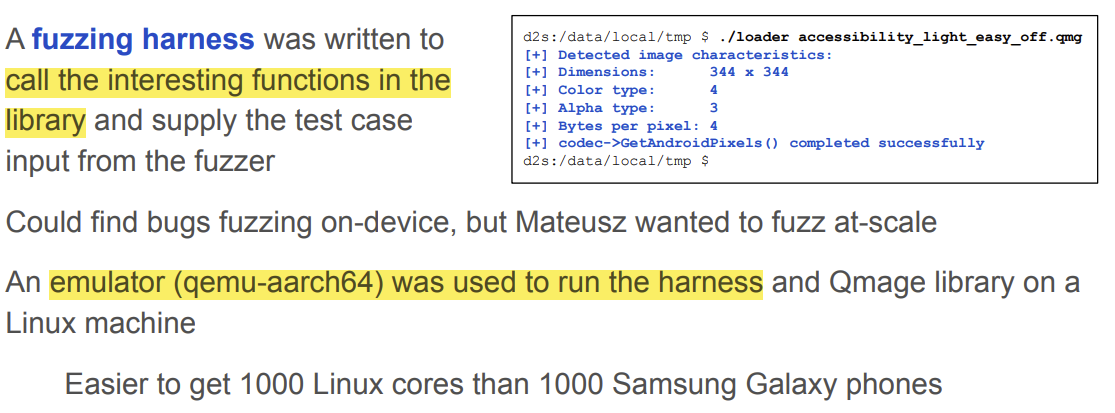 A fuzzing harness was written to
call the interesting functions in the
library and supply the test case
input from the fuzzer
d2s:/data/local/tmp $ ./loader accessibility_light_easy_off.qmg
[+] Detected image characteristics:
[+] Dimensions:      344 x 344
[+] Color type:      4
[+] Alpha type:      3
[+] Bytes per pixel: 4
[+] codec->GetAndroidPixels() completed successfully
d2s:/data/local/tmp $
Could find bugs fuzzing on-device, but Mateusz wanted to fuzz at-scale
An emulator (qemu-aarch64) was used to run the harness and Qmage library on a
Linux machine
Easier to get 1000 Linux cores than 1000 Samsung Galaxy phones